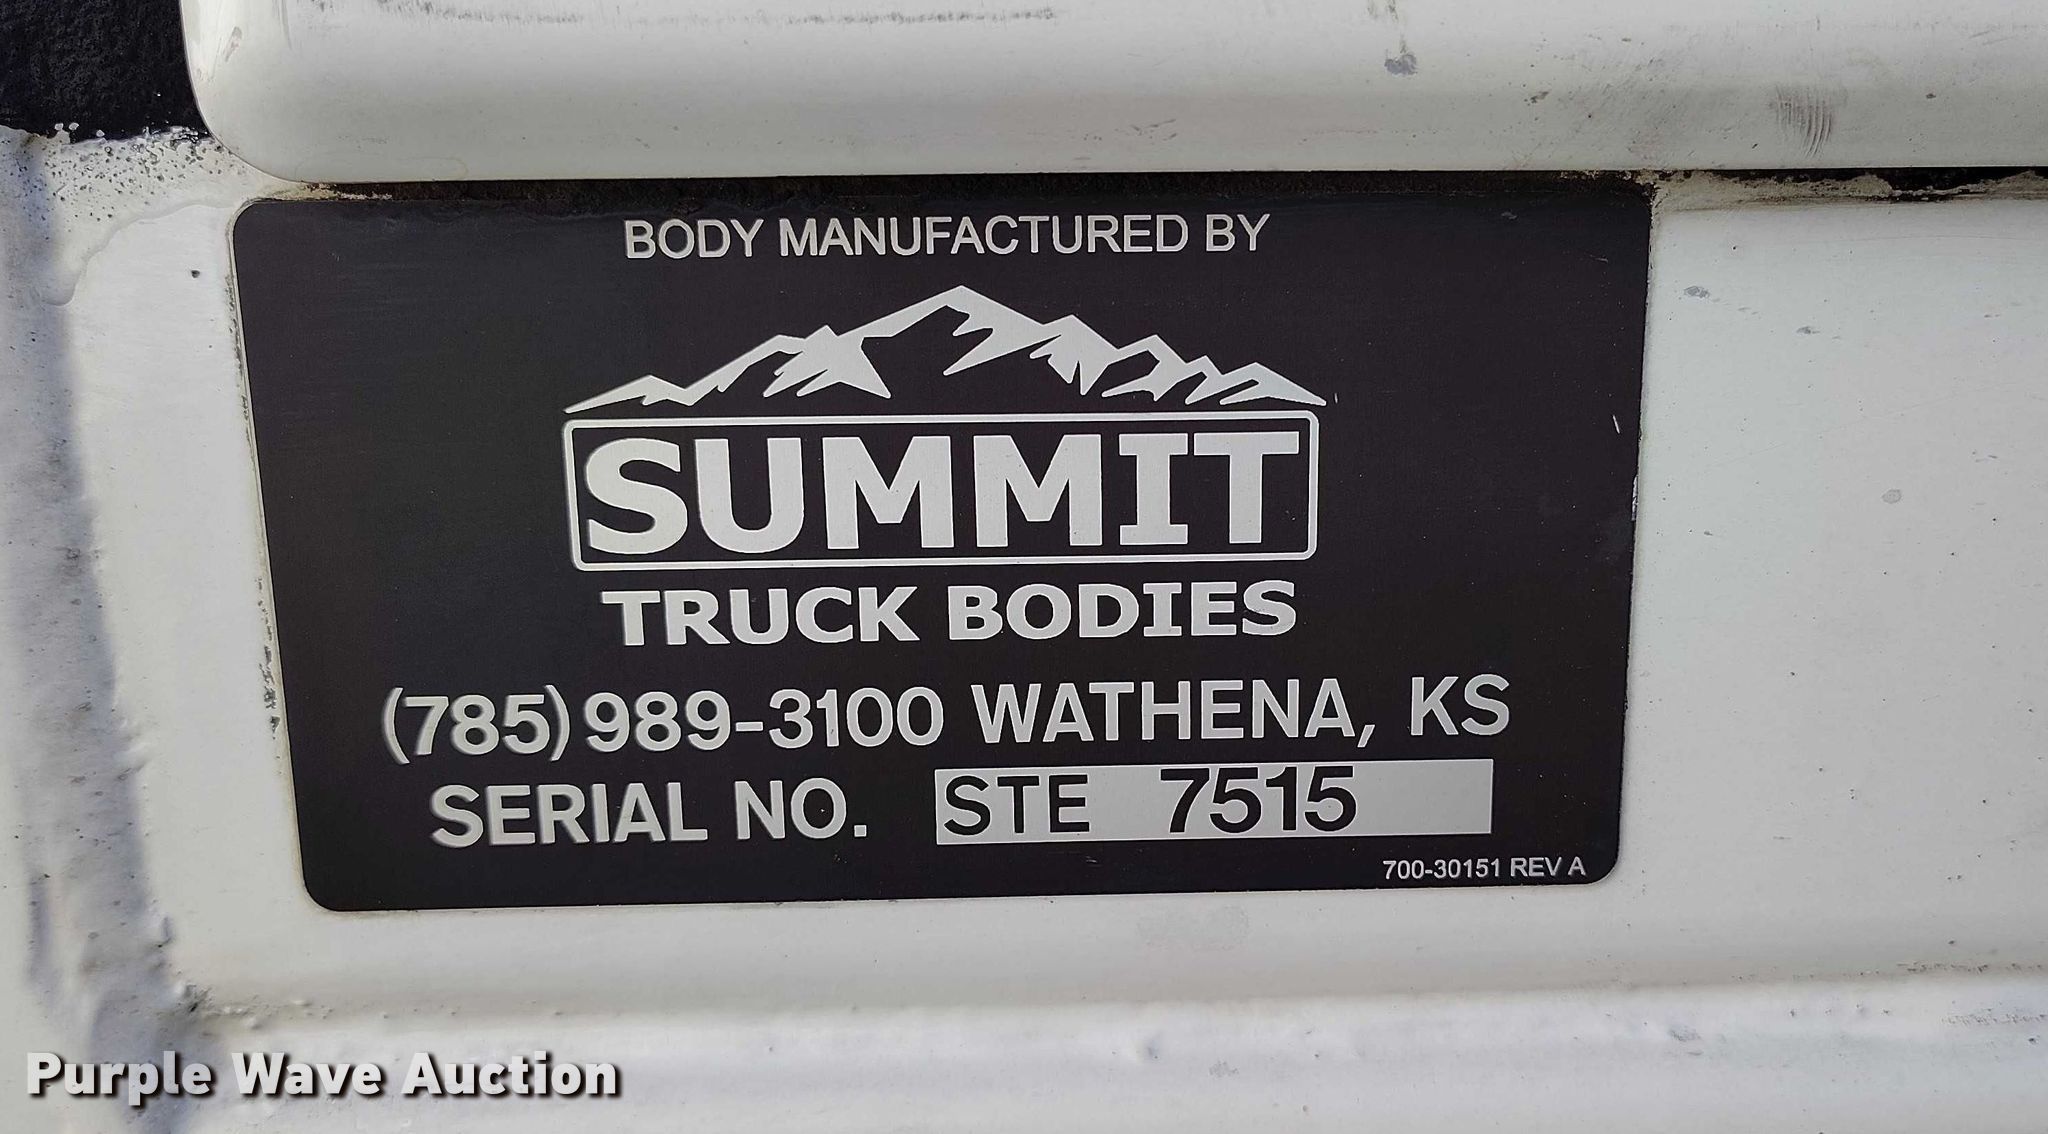 BODY MANUFACTURED BY
SUMMIT
TRUCK BODIES
(785)989-3100 WATHENA, KS
SERIAL NO. STE 7515
700-30151 REV A
Purple Wave Auction